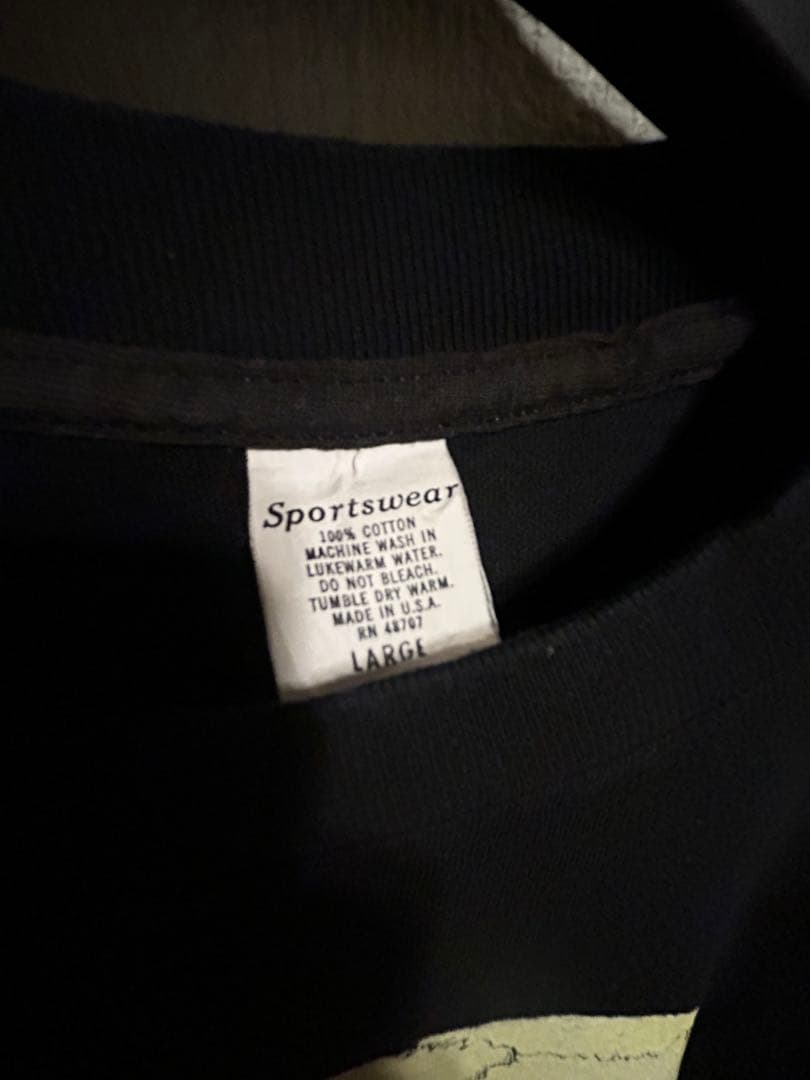 Sportswear
100% COTTON
MACHINE WASH IN
LUKEWARM WATER.
DO NOT BLEACH.
TUMBLE DRY WARM.
MADE IN U.S.A.
RN 48707
LARGE